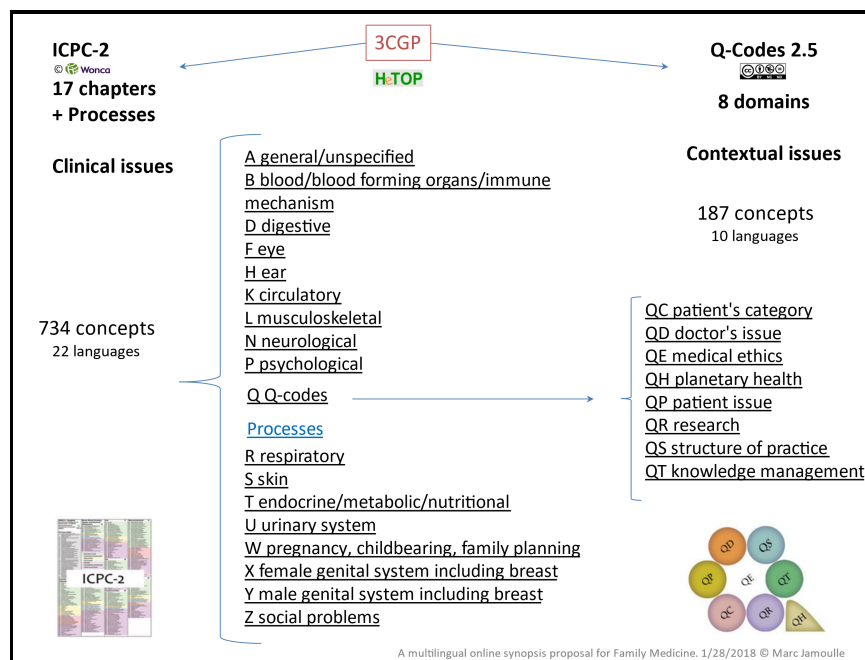 3CGP
HeTOP
ICPC-2
© Wonca
17 chapters
+ Processes
Clinical issues
734 concepts
22 languages
A general/unspecified
B blood/blood forming organs/immune
mechanism
D digestive
F eye
H ear
K circulatory
L musculoskeletal
N neurological
P psychological
Q Q-codes
Processes
R respiratory
S skin
T endocrine/metabolic/nutritional
U urinary system
W pregnancy, childbearing, family planning
X female genital system including breast
Y male genital system including breast
Z social problems
Q-Codes 2.5
cc
BY NC ND
8 domains
Contextual issues
187 concepts
10 languages
QC patient's category
QD doctor's issue
QE medical ethics
QH planetary health
QP patient issue
QR research
QS structure of practice
QT knowledge management
ICPC-2
QD
QS
QP
QE
QT
QC
QR
QH
A multilingual online synopsis proposal for Family Medicine. 1/28/2018 © Marc Jamoulle